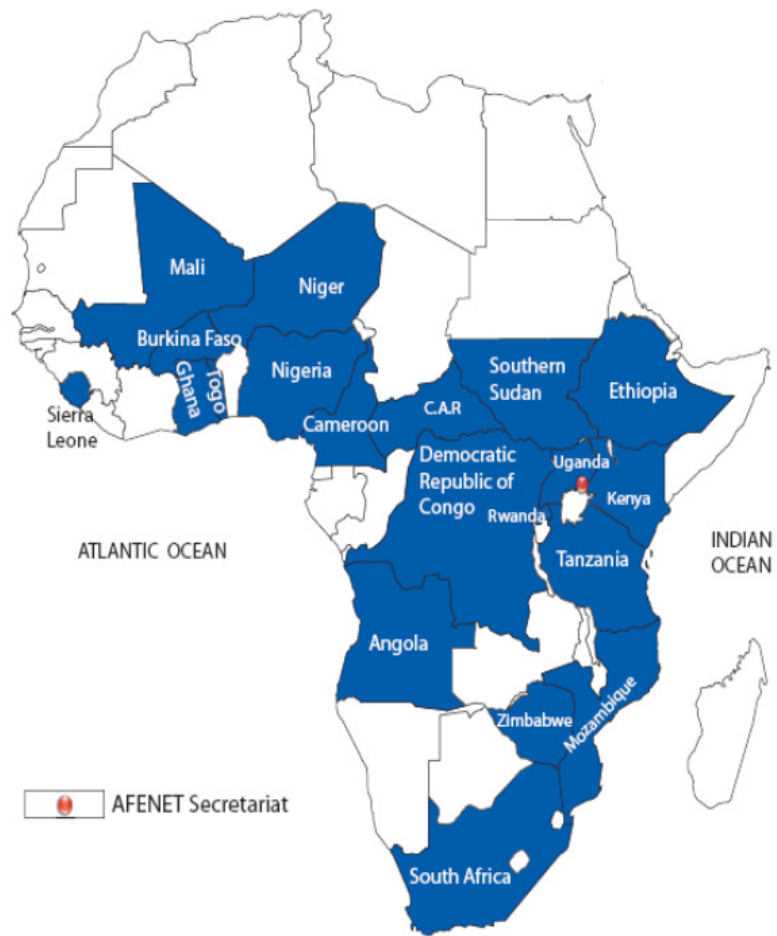 Mali
Niger
Burkina Faso
Nigeria
Ghana
Togo
Sierra
Leone
Cameroon
C.A.R
Southern
Sudan
Ethiopia
Democratic
Republic of
Congo
Uganda
Kenya
Rwanda
Tanzania
ATLANTIC OCEAN
INDIAN
OCEAN
Angola
Zimbabwe
Mozambique
AFENET Secretariat
South Africa